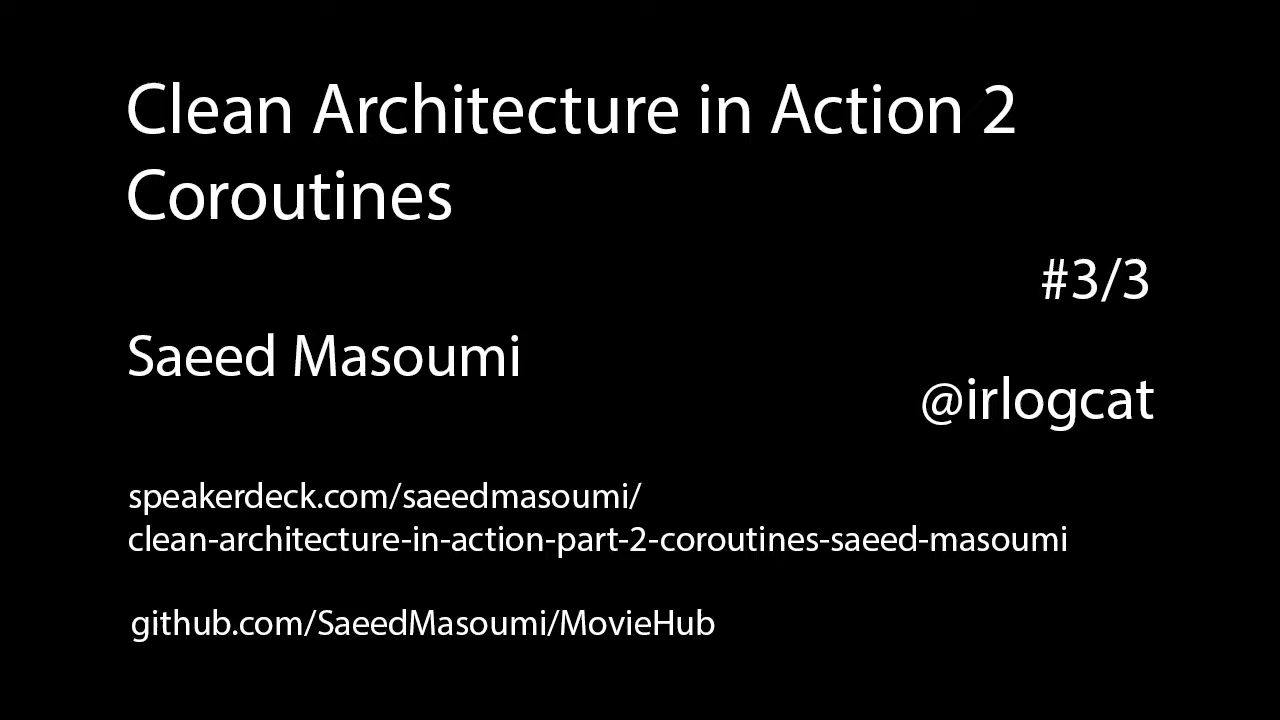 Clean Architecture in Action 2
Coroutines
#3/3
Saeed Masoumi
@irlogcat
speakerdeck.com/saeedmasoumi/
clean-architecture-in-action-part-2-coroutines-saeed-masoumi
github.com/SaeedMasoumi/MovieHub